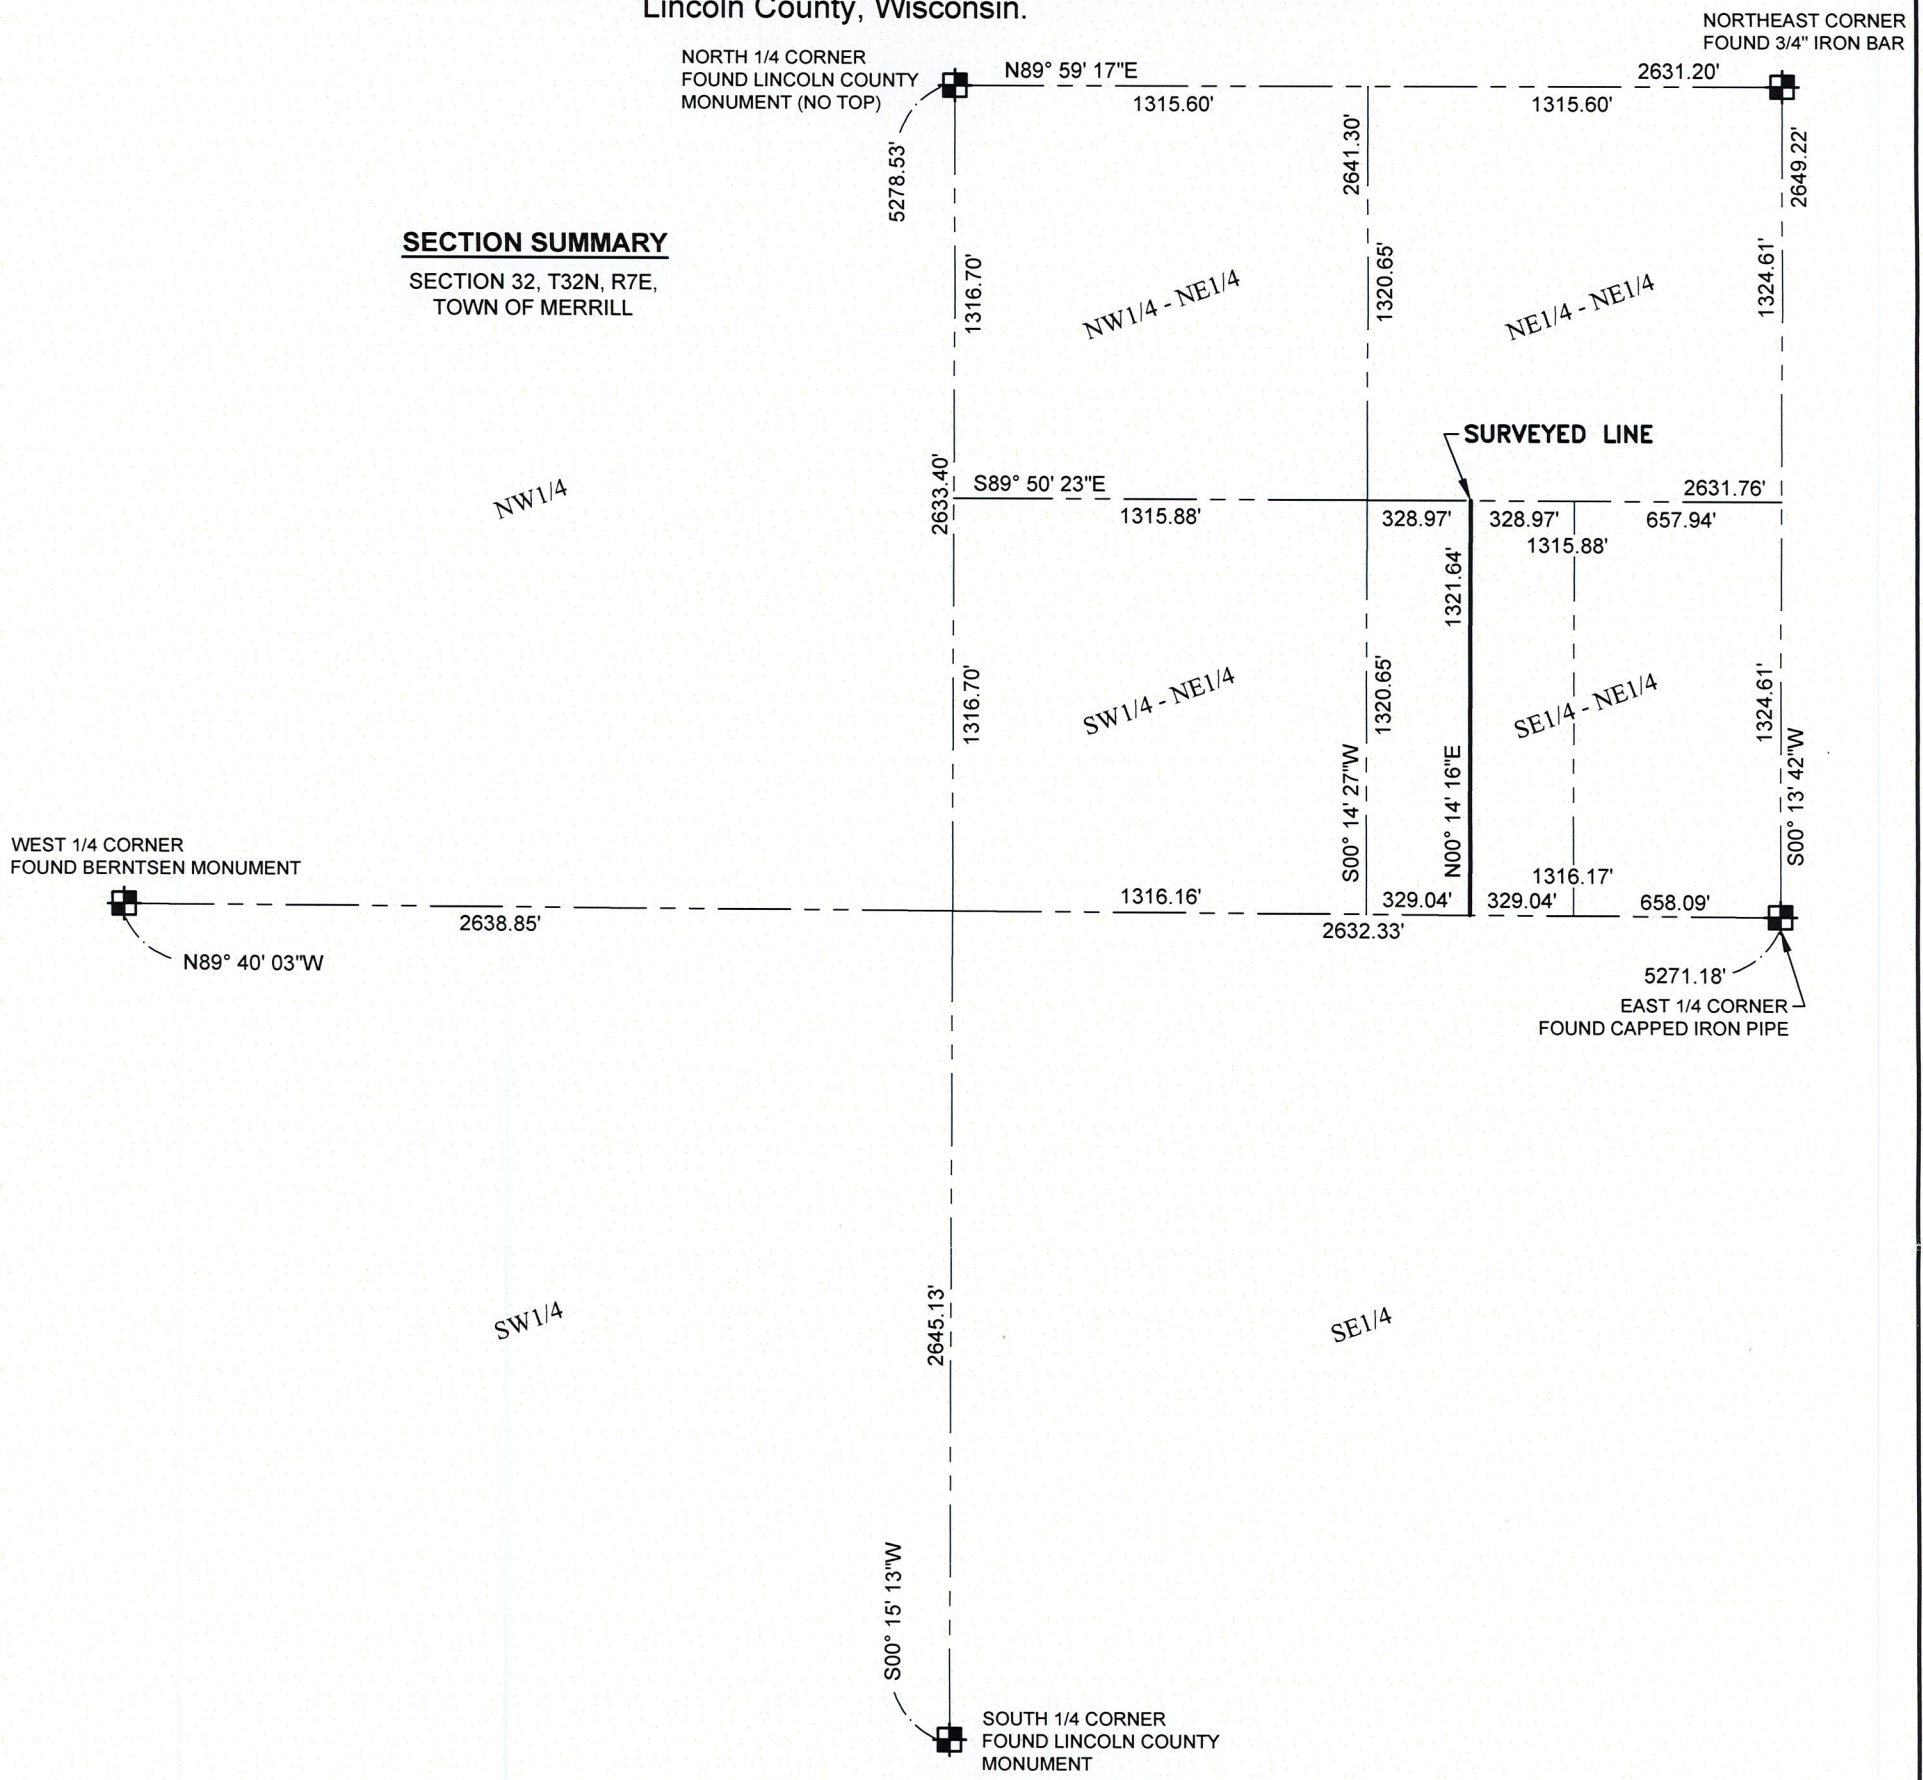 Lincoln County, Wisconsin.
NORTHEAST CORNER
FOUND 3/4" IRON BAR
NORTH 1/4 CORNER
FOUND LINCOLN COUNTY
MONUMENT (NO TOP)
N89° 59' 17"E
2631.20'
1315.60'
1315.60'
5278.53'
2641.30'
2649.22'
SECTION SUMMARY
SECTION 32, T32N, R7E,
TOWN OF MERRILL
1316.70'
NW1/4 - NE1/4
1320.65'
NE1/4 - NE1/4
1324.61'
SURVEYED LINE
NW1/4
2633.40'
S89° 50' 23"E
2631.76'
1315.88'
328.97'
328.97'
657.94'
1315.88'
1321.64'
1316.70'
SW1/4 - NE1/4
1320.65'
SE1/4 - NE1/4
1324.61'
S00° 14' 27"W
N00° 14' 16"E
S00° 13' 42"W
WEST 1/4 CORNER
FOUND BERNTSEN MONUMENT
1316.17'
1316.16'
329.04'
329.04'
658.09'
2638.85'
2632.33'
N89° 40' 03"W
5271.18'
EAST 1/4 CORNER
FOUND CAPPED IRON PIPE
SW1/4
2645.13'
SE1/4
S00° 15' 13"W
SOUTH 1/4 CORNER
FOUND LINCOLN COUNTY
MONUMENT